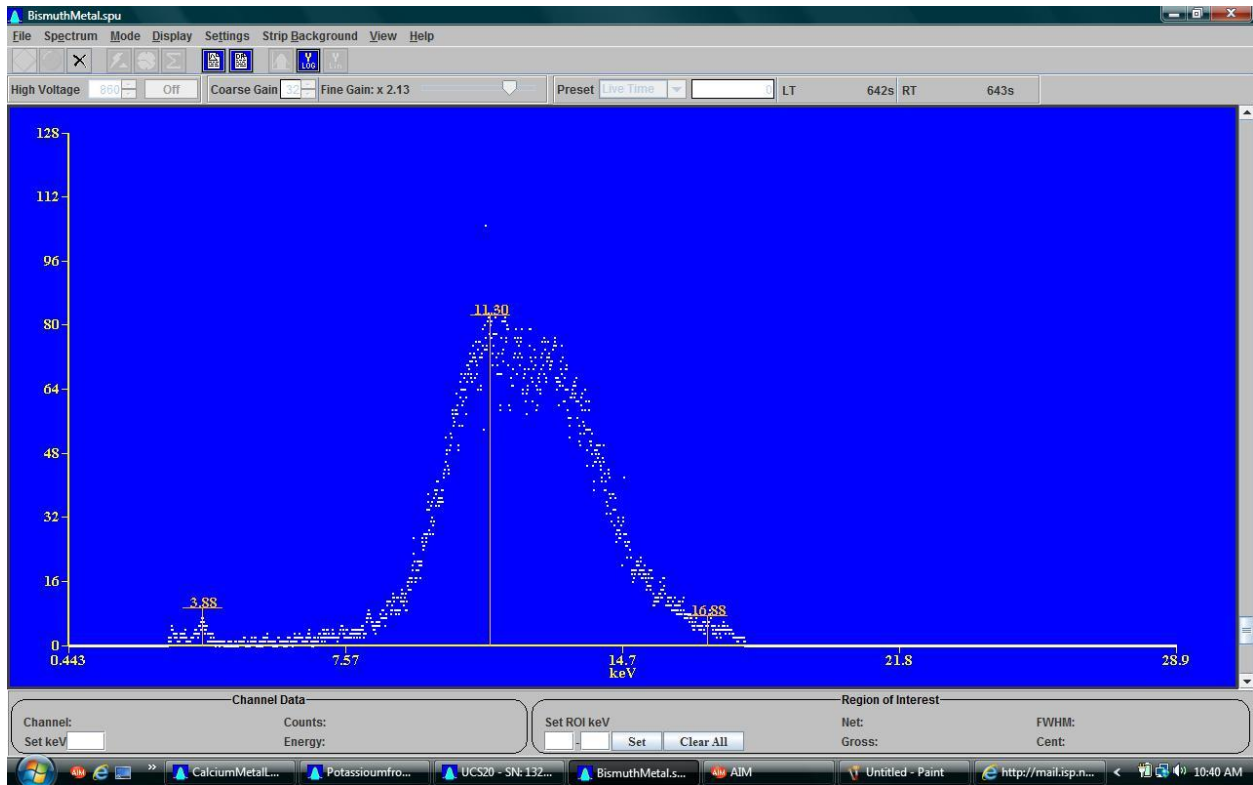 BismuthMetal.spu
File Spectrum Mode Display Settings Strip Background View Help
Y LOG
High Voltage 860 Off Coarse Gain 32 Fine Gain: x 2.13 Preset Live Time 0 LT 642s RT 643s
128
112
96
80
64
48
32
16
0
11.30
3.88
16.88
0.443 7.57 14.7 21.8 28.9
keV
Channel Data Region of Interest
Channel: Counts: Set ROI keV Net: FWHM:
Set keV Energy: - Set Clear All Gross: Cent:
CalciumMetalL... Potassioumfro... UCS20 - SN: 132... BismuthMetal.s... AIM Untitled - Paint http://mail.isp.n... 10:40 AM